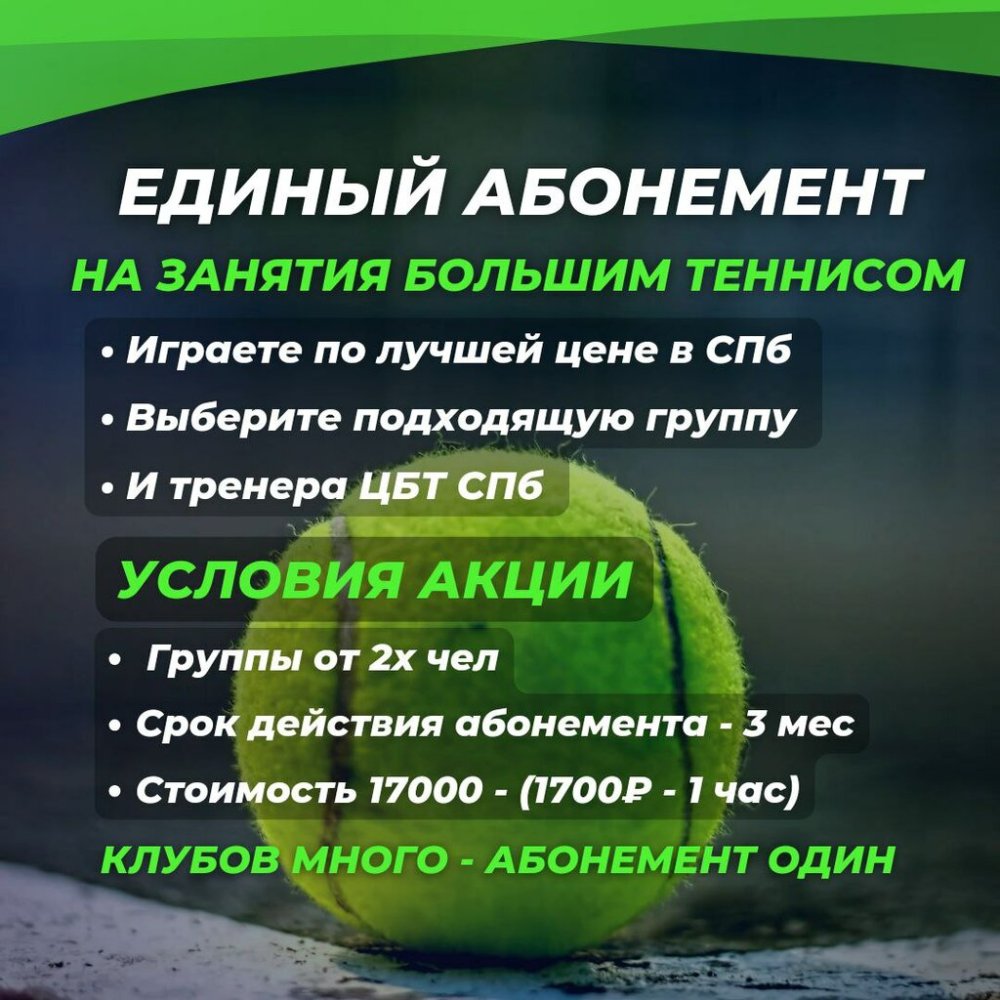 ЕДИНЫЙ АБОНЕМЕНТ
НА ЗАНЯТИЯ БОЛЬШИМ ТЕННИСОМ
• Играете по лучшей цене в СПб
• Выберите подходящую группу
• И тренера ЦБТ СПб
УСЛОВИЯ АКЦИИ
• Группы от 2х чел
• Срок действия абонемента - 3 мес
• Стоимость 17000 - (1700₽ - 1 час)
КЛУБОВ МНОГО - АБОНЕМЕНТ ОДИН